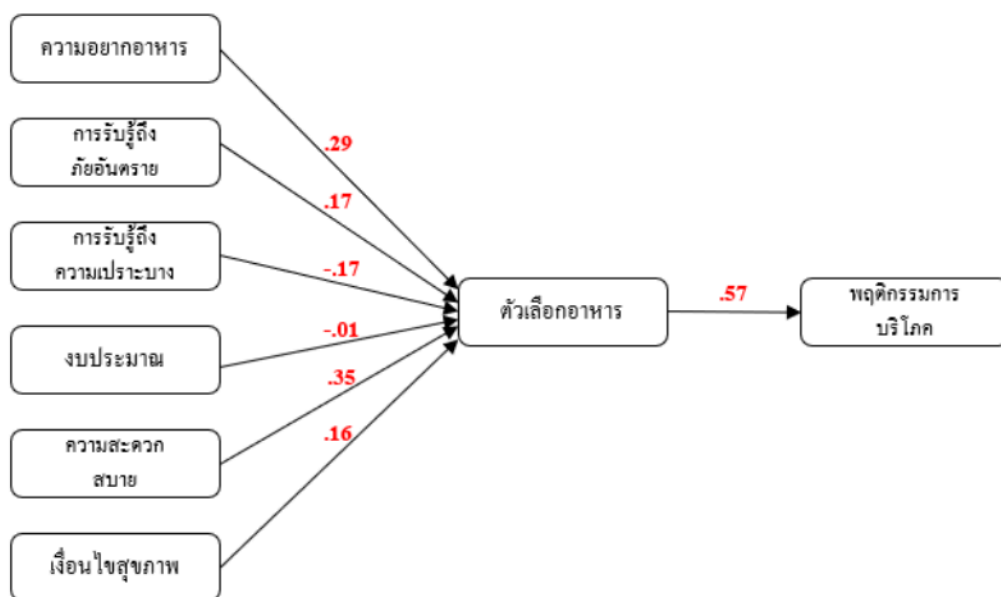 ความอยากอาหาร
การรับรู้ถึง
ภัยอันตราย
การรับรู้ถึง
ความเปราะบาง
งบประมาณ
ความสะดวก
สบาย
เงื่อนไขสุขภาพ
.29
.17
-.17
-.01
.35
.16
ตัวเลือกอาหาร
.57
พฤติกรรมการ
บริโภค